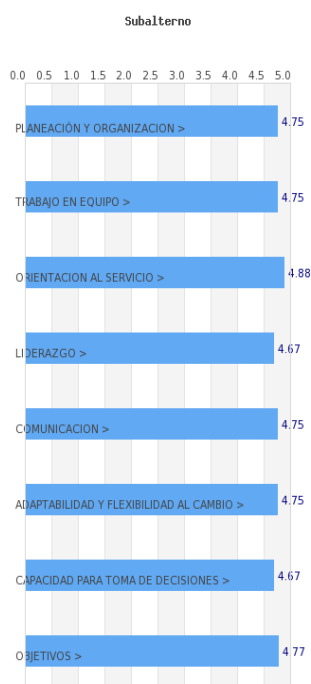 Subalterno
0.0 0.5 1.0 1.5 2.0 2.5 3.0 3.5 4.0 4.5 5.0
PLANEACIÓN Y ORGANIZACION > 4.75
TRABAJO EN EQUIPO > 4.75
ORIENTACION AL SERVICIO > 4.88
LIDERAZGO > 4.67
COMUNICACION > 4.75
ADAPTABILIDAD Y FLEXIBILIDAD AL CAMBIO > 4.75
CAPACIDAD PARA TOMA DE DECISIONES > 4.67
OBJETIVOS > 4.77